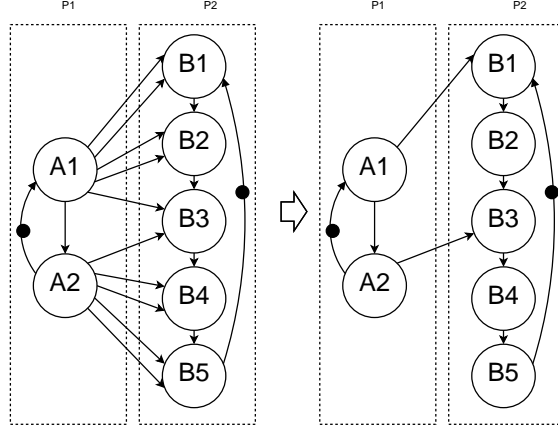 P1 P2 P1 P2
B1 B1
B2 B2
A1 A1
B3 B3
A2 A2
B4 B4
B5 B5